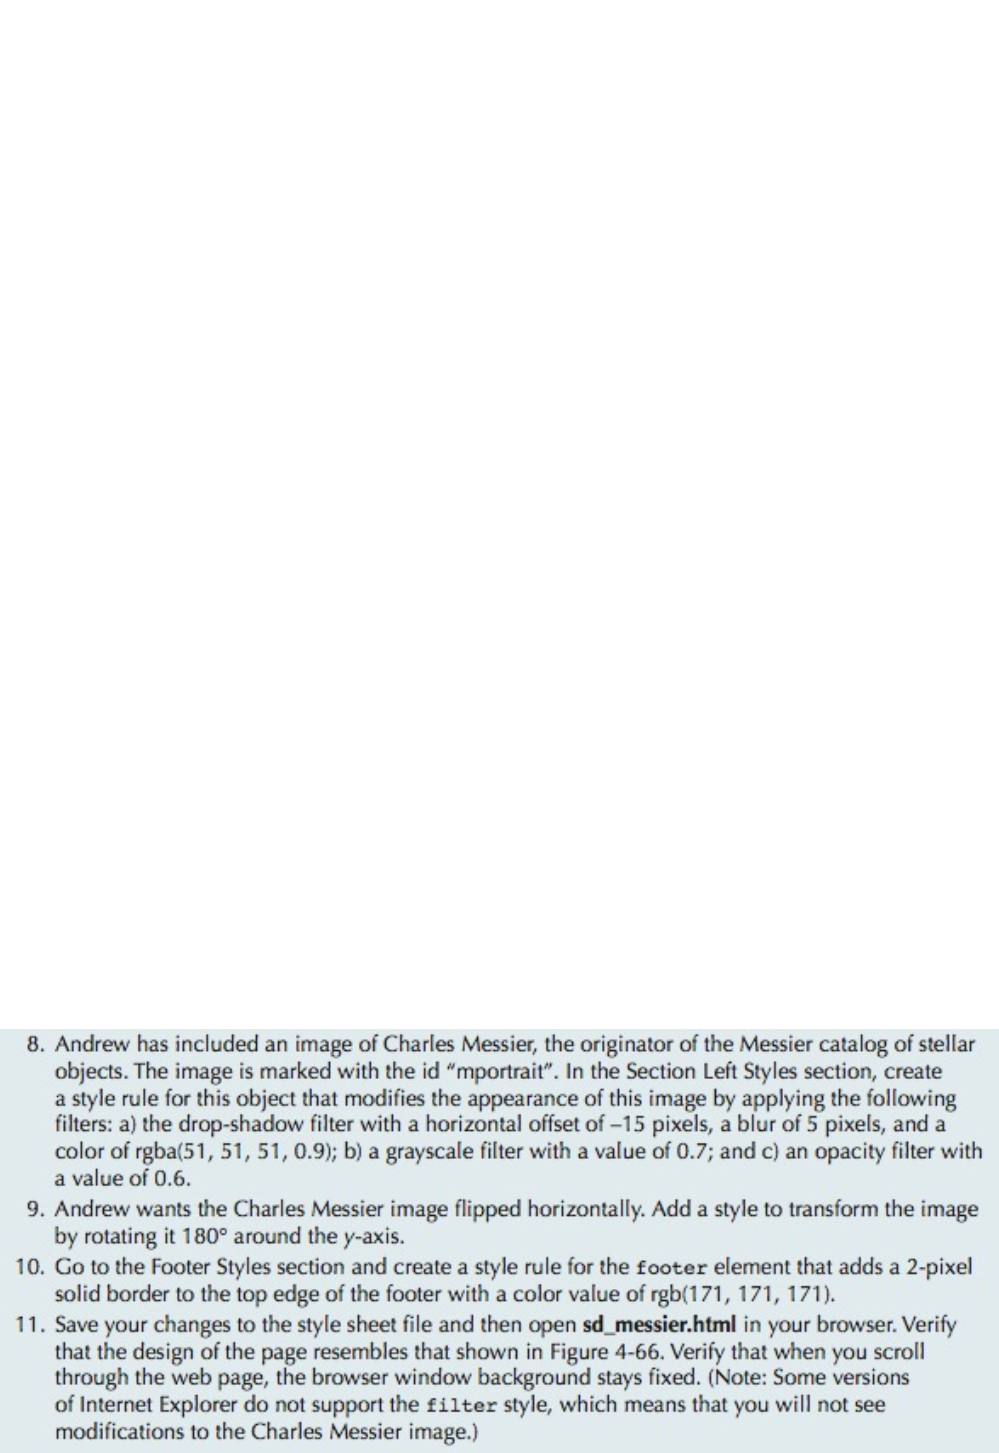 8. Andrew has included an image of Charles Messier, the originator of the Messier catalog of stellar
objects. The image is marked with the id “mportrait”. In the Section Left Styles section, create
a style rule for this object that modifies the appearance of this image by applying the following
filters: a) the drop-shadow filter with a horizontal offset of –15 pixels, a blur of 5 pixels, and a
color of rgba(51, 51, 51, 0.9); b) a grayscale filter with a value of 0.7; and c) an opacity filter with
a value of 0.6.
9. Andrew wants the Charles Messier image flipped horizontally. Add a style to transform the image
by rotating it 180° around the y-axis.
10. Go to the Footer Styles section and create a style rule for the footer element that adds a 2-pixel
solid border to the top edge of the footer with a color value of rgb(171, 171, 171).
11. Save your changes to the style sheet file and then open sd_messier.html in your browser. Verify
that the design of the page resembles that shown in Figure 4-66. Verify that when you scroll
through the web page, the browser window background stays fixed. (Note: Some versions
of Internet Explorer do not support the filter style, which means that you will not see
modifications to the Charles Messier image.)